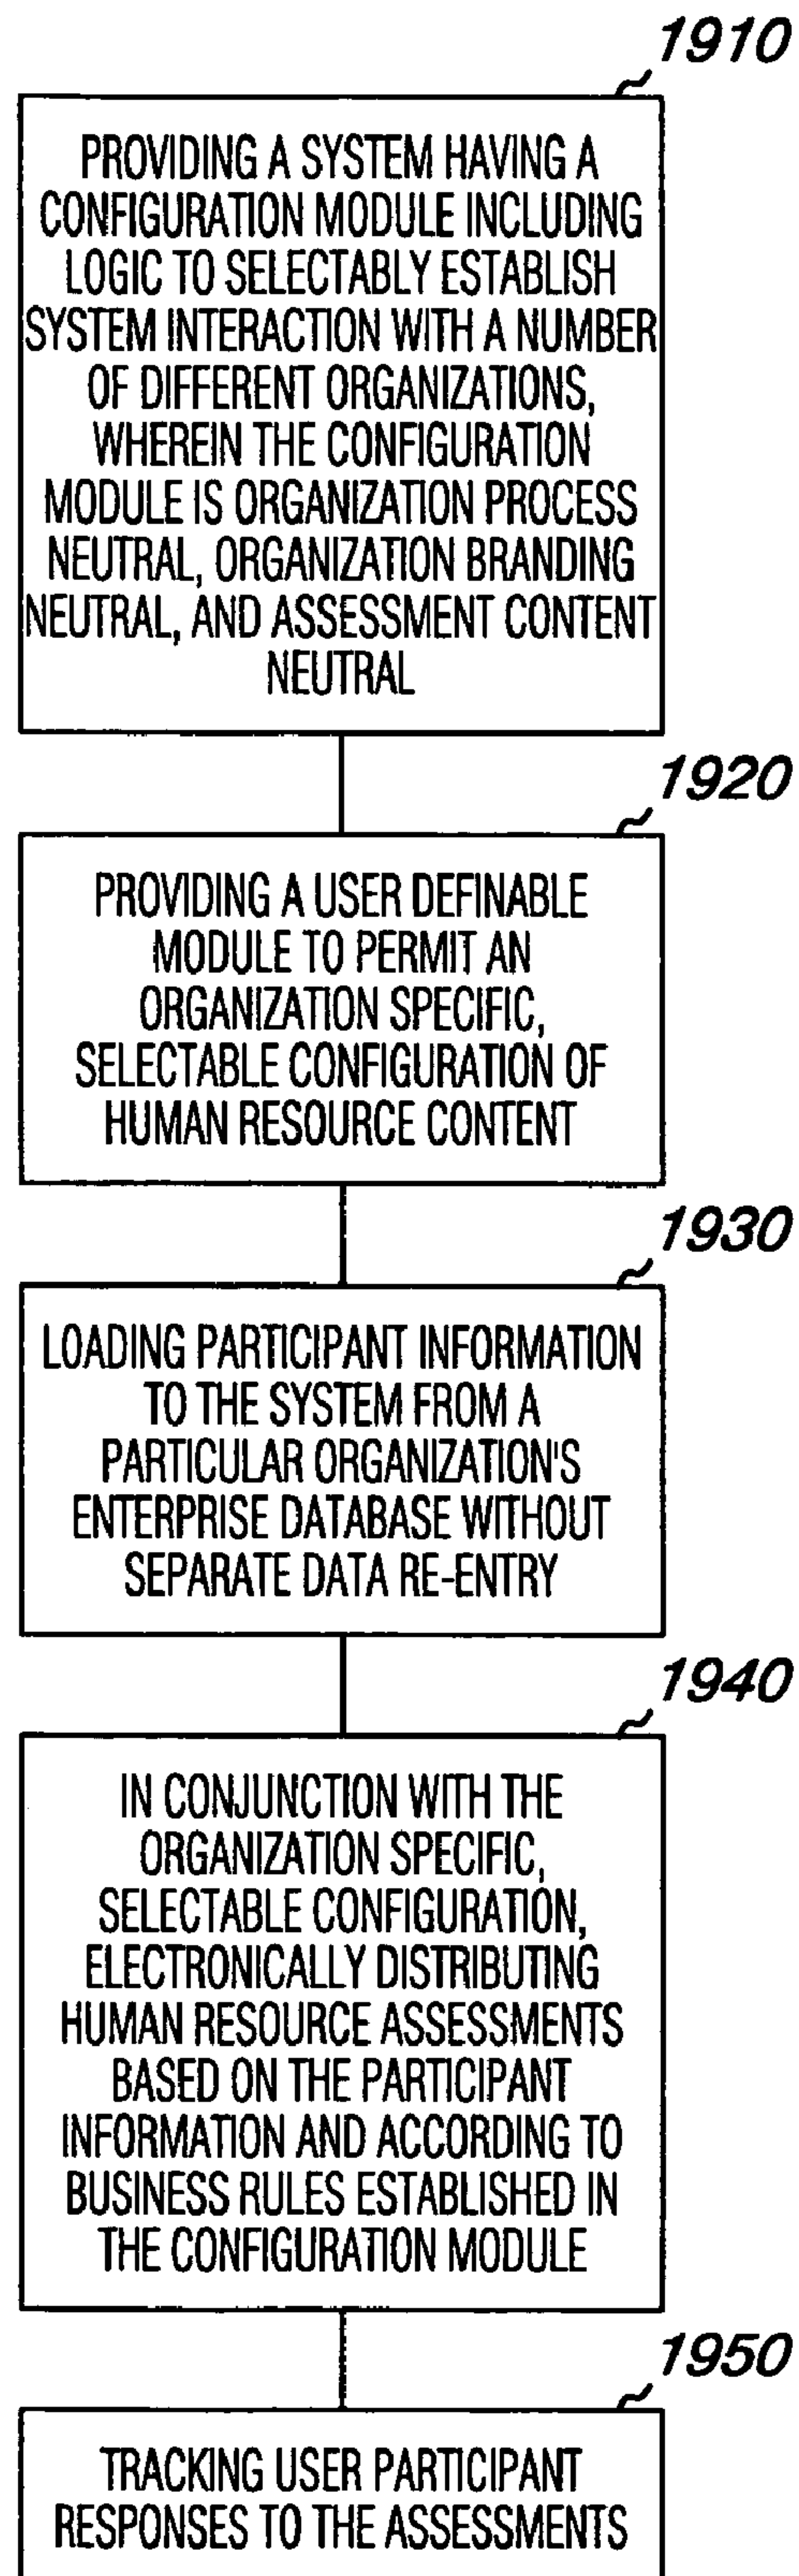 1910
PROVIDING A SYSTEM HAVING A
CONFIGURATION MODULE INCLUDING
LOGIC TO SELECTABLY ESTABLISH
SYSTEM INTERACTION WITH A NUMBER
OF DIFFERENT ORGANIZATIONS,
WHEREIN THE CONFIGURATION
MODULE IS ORGANIZATION PROCESS
NEUTRAL, ORGANIZATION BRANDING
NEUTRAL, AND ASSESSMENT CONTENT
NEUTRAL
1920
PROVIDING A USER DEFINABLE
MODULE TO PERMIT AN
ORGANIZATION SPECIFIC,
SELECTABLE CONFIGURATION OF
HUMAN RESOURCE CONTENT
1930
LOADING PARTICIPANT INFORMATION
TO THE SYSTEM FROM A
PARTICULAR ORGANIZATION'S
ENTERPRISE DATABASE WITHOUT
SEPARATE DATA RE-ENTRY
1940
IN CONJUNCTION WITH THE
ORGANIZATION SPECIFIC,
SELECTABLE CONFIGURATION,
ELECTRONICALLY DISTRIBUTING
HUMAN RESOURCE ASSESSMENTS
BASED ON THE PARTICIPANT
INFORMATION AND ACCORDING TO
BUSINESS RULES ESTABLISHED IN
THE CONFIGURATION MODULE
1950
TRACKING USER PARTICIPANT
RESPONSES TO THE ASSESSMENTS